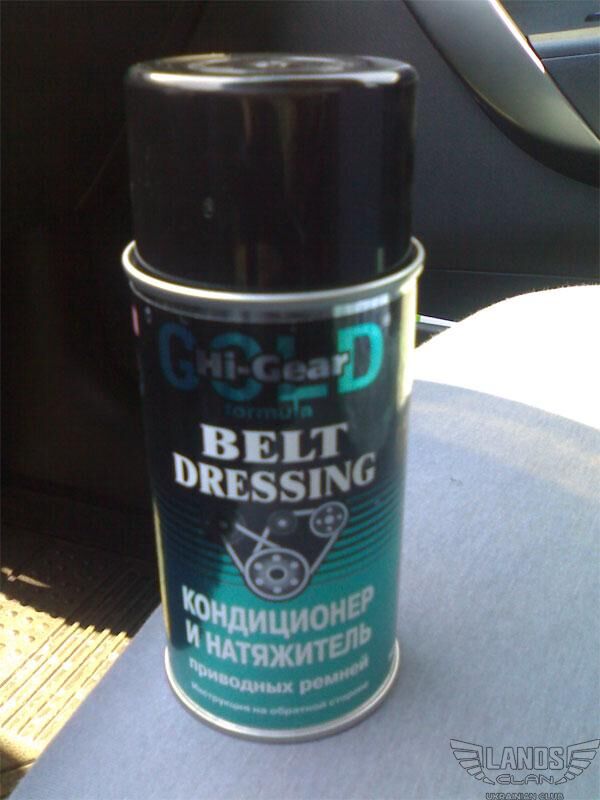 GOLD
Hi-Gear
formula
BELT
DRESSING
КОНДИЦИОНЕР
И НАТЯЖИТЕЛЬ
приводных ремней
Инструкция на обратной стороне
LANOS
CLAN
UKRAINIAN CLUB